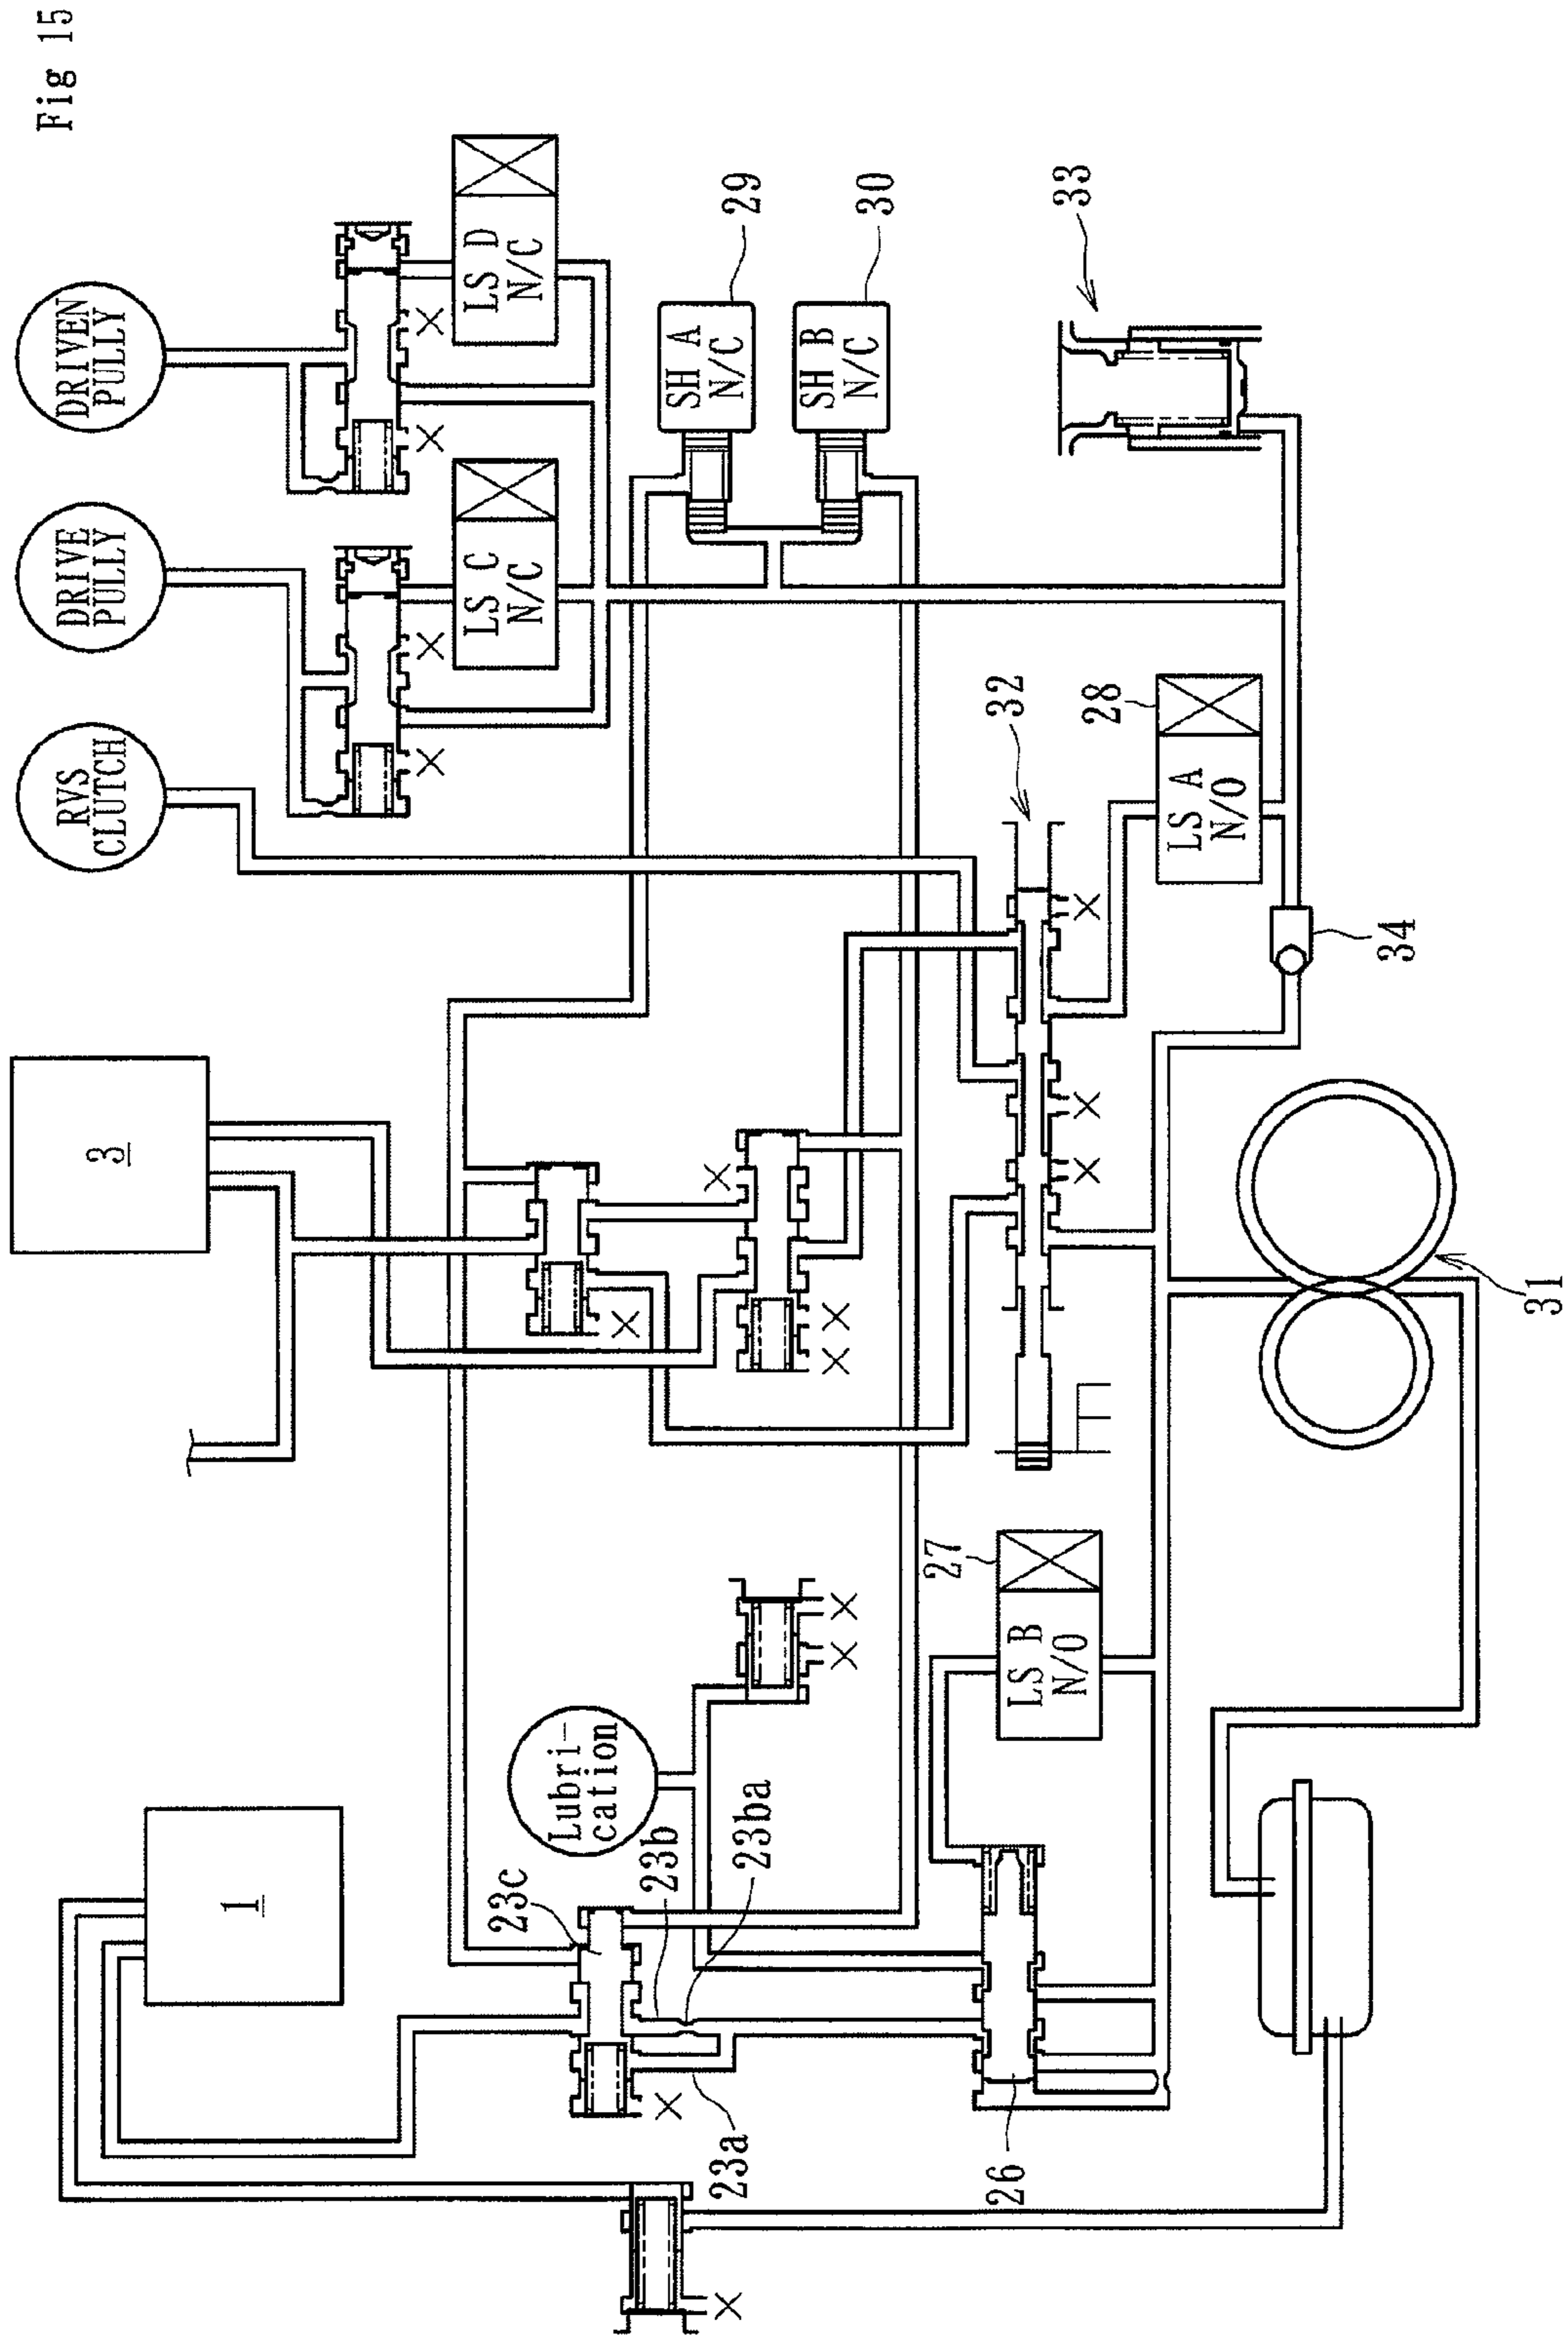 Fig 15
DRIVEN
PULLY
DRIVE
PULLY
RVS
CLUTCH
3
1
LS D
N/C
LS C
N/C
SH A
N/C
29
SH B
N/C
30
33
32
LS A
N/O
28
34
31
27
LS B
N/O
Lubri-
cation
23c
23b
23ba
23a
26